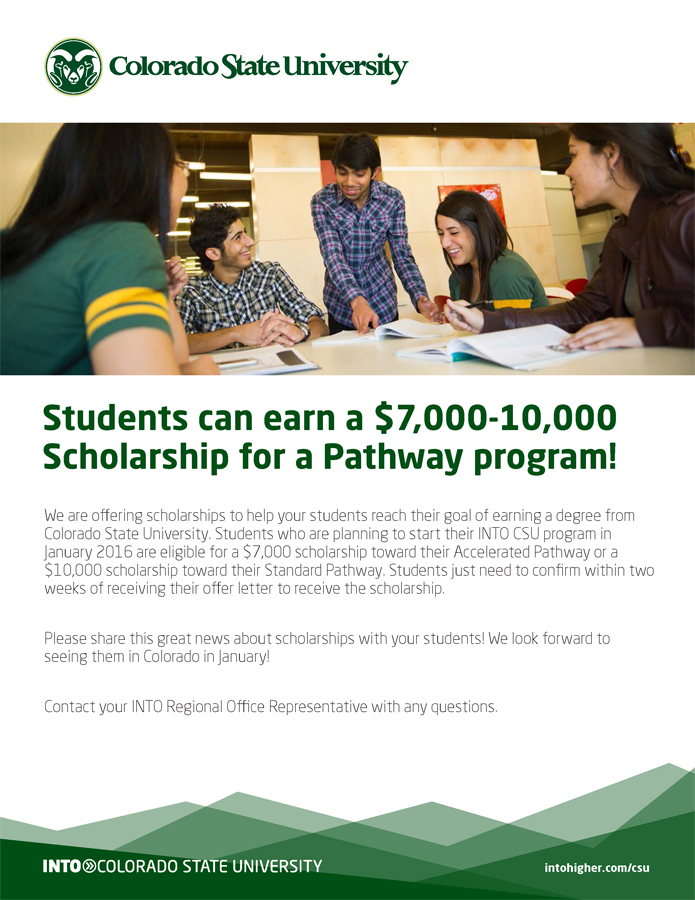 Colorado State University
Students can earn a $7,000-10,000
Scholarship for a Pathway program!
We are offering scholarships to help your students reach their goal of earning a degree from
Colorado State University. Students who are planning to start their INTO CSU program in
January 2016 are eligible for a $7,000 scholarship toward their Accelerated Pathway or a
$10,000 scholarship toward their Standard Pathway. Students just need to confirm within two
weeks of receiving their offer letter to receive the scholarship.
Please share this great news about scholarships with your students! We look forward to
seeing them in Colorado in January!
Contact your INTO Regional Office Representative with any questions.
INTO COLORADO STATE UNIVERSITY
intohigher.com/csu